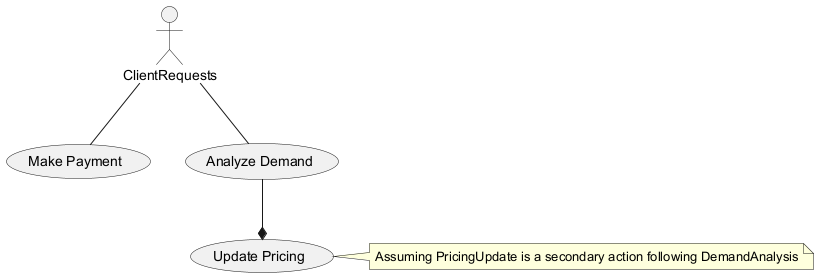 ClientRequests
Make Payment
Analyze Demand
Update Pricing
Assuming PricingUpdate is a secondary action following DemandAnalysis